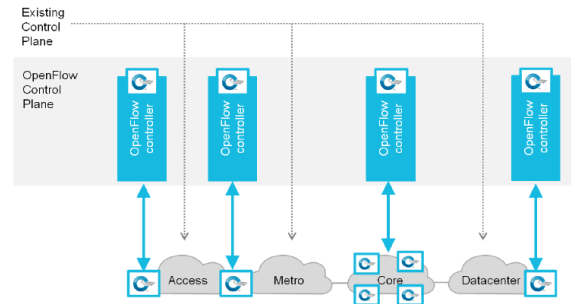 Existing
Control
Plane
OpenFlow
Control
Plane
OpenFlow
controller
OpenFlow
controller
OpenFlow
controller
OpenFlow
controller
Access
Metro
Core
Datacenter